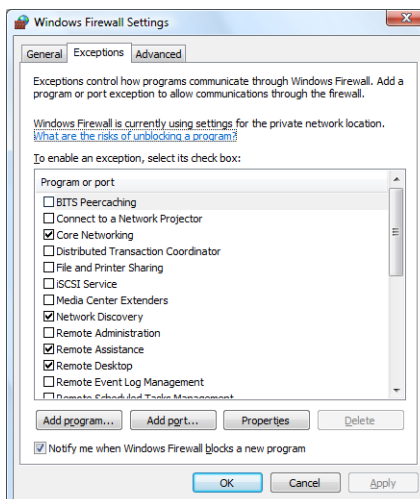 Windows Firewall Settings
General Exceptions Advanced
Exceptions control how programs communicate through Windows Firewall. Add a
program or port exception to allow communications through the firewall.
Windows Firewall is currently using settings for the private network location.
What are the risks of unblocking a program?
To enable an exception, select its check box:
Program or port
BITS Peercaching
Connect to a Network Projector
Core Networking
Distributed Transaction Coordinator
File and Printer Sharing
iSCSI Service
Media Center Extenders
Network Discovery
Remote Administration
Remote Assistance
Remote Desktop
Remote Event Log Management
Remote Scheduled Tasks Management
Add program... Add port... Properties Delete
Notify me when Windows Firewall blocks a new program
OK Cancel Apply